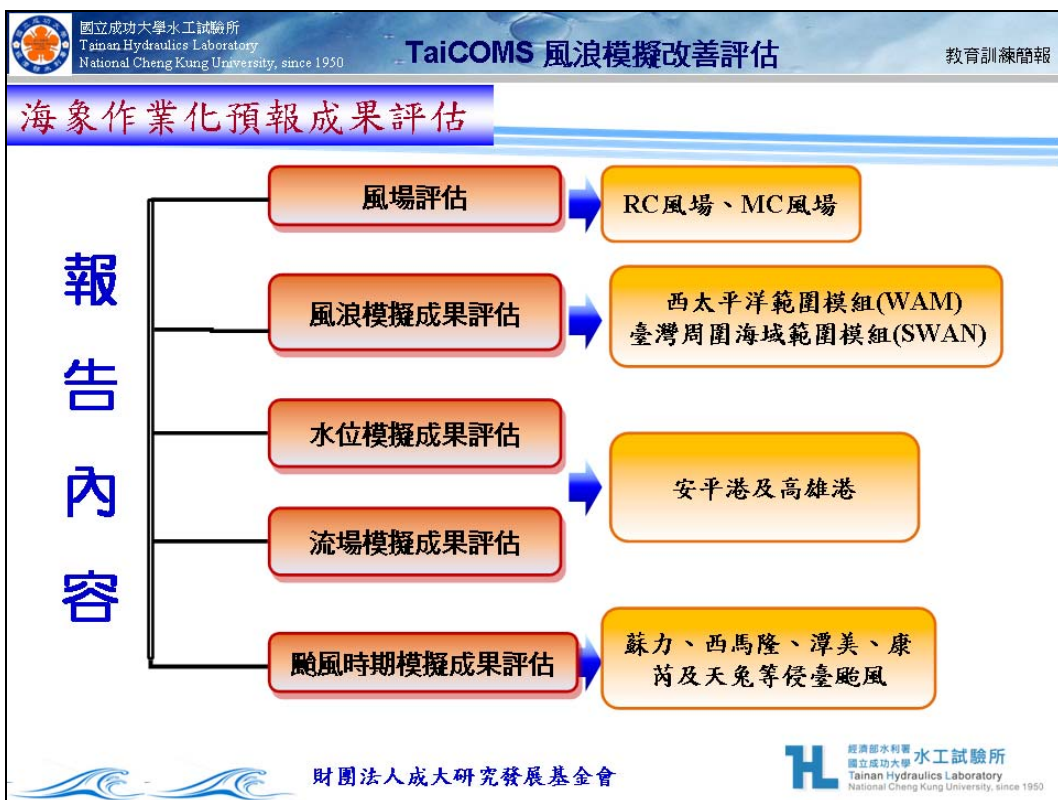 國立成功大學水工試驗所
Tainan Hydraulics Laboratory
National Cheng Kung University, since 1950
TaiCOMS 風浪模擬改善評估
教育訓練簡報
海象作業化預報成果評估
報告內容
風場評估
RC風場、MC風場
風浪模擬成果評估
西太平洋範圍模組(WAM)
臺灣周圍海域範圍模組(SWAN)
水位模擬成果評估
流場模擬成果評估
安平港及高雄港
颱風時期模擬成果評估
蘇力、西馬隆、潭美、康
芮及天兔等侵臺颱風
財團法人成大研究發展基金會
經濟部水利署
國立成功大學 水工試驗所
Tainan Hydraulics Laboratory
National Cheng Kung University, since 1950